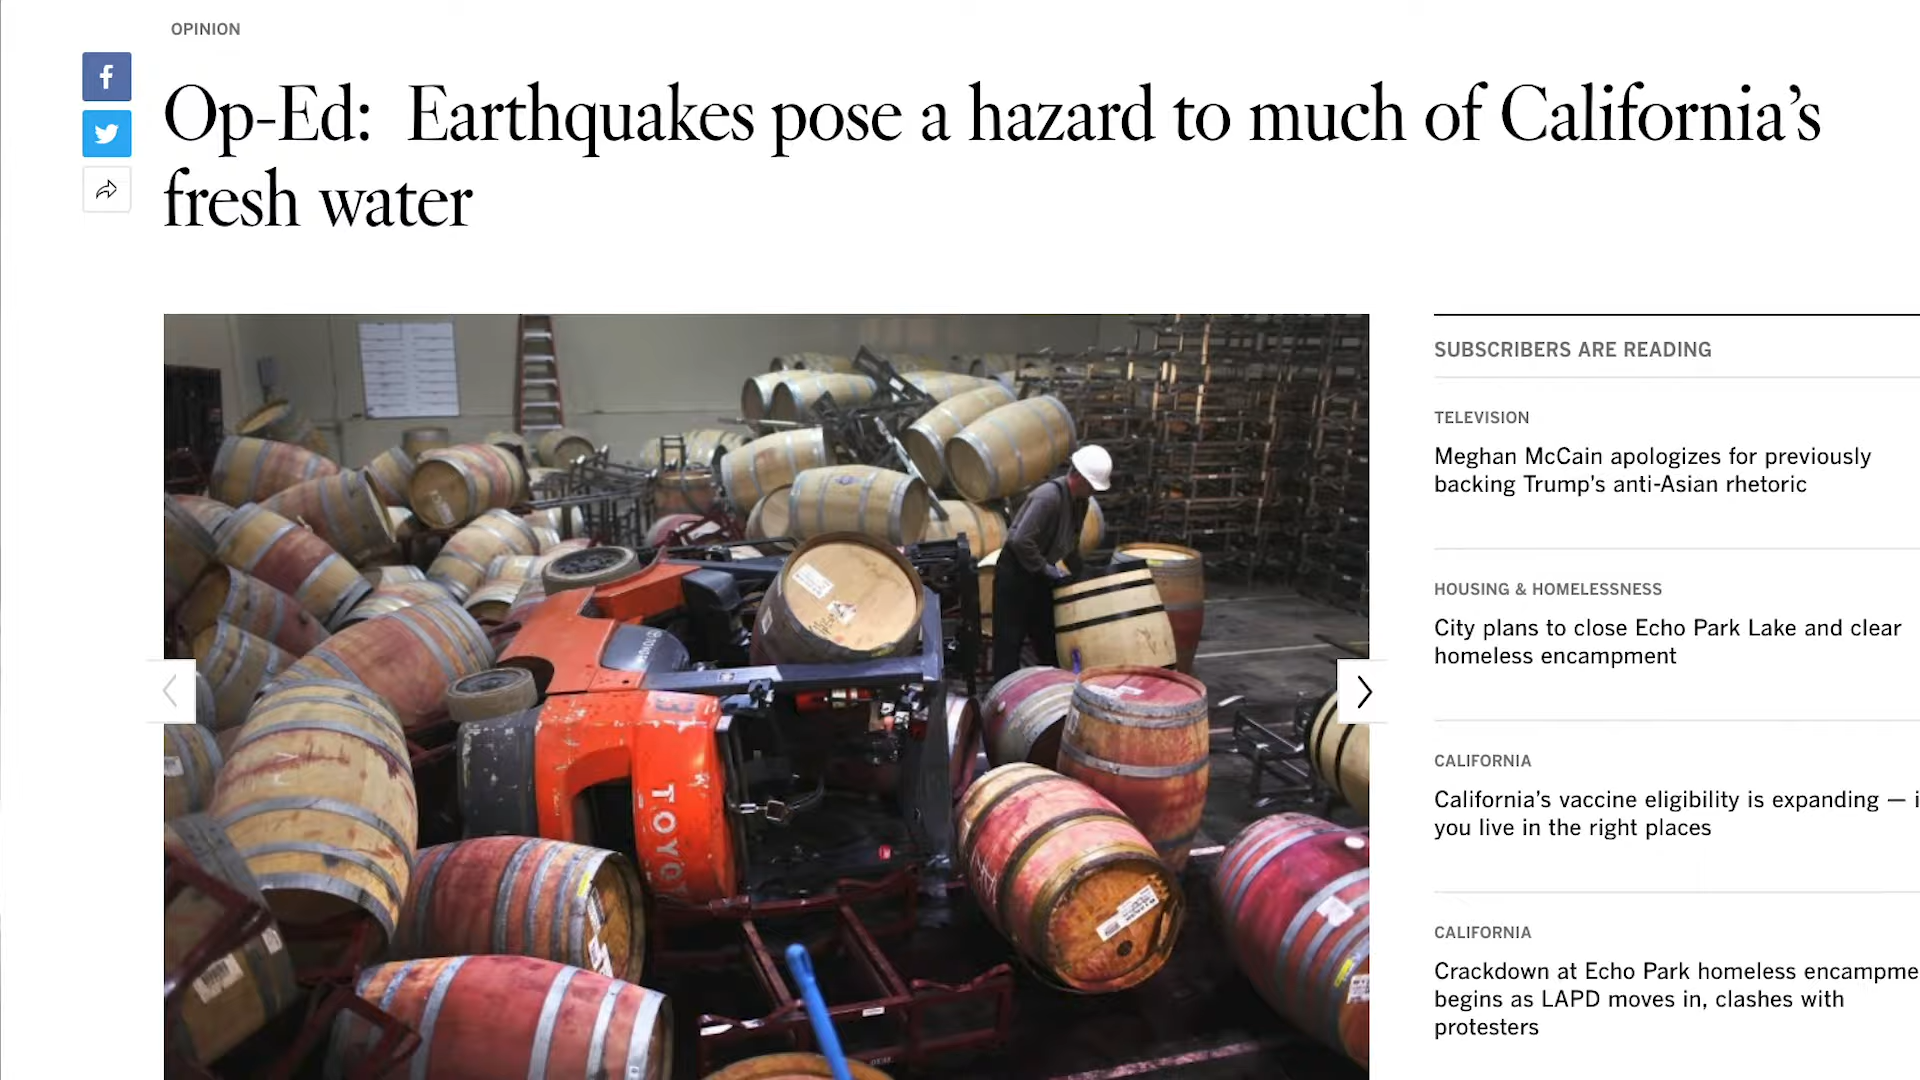 OPINION
Op-Ed: Earthquakes pose a hazard to much of California’s
fresh water
SUBSCRIBERS ARE READING
TELEVISION
Meghan McCain apologizes for previously
backing Trump's anti-Asian rhetoric
HOUSING & HOMELESSNESS
City plans to close Echo Park Lake and clear
homeless encampment
CALIFORNIA
California’s vaccine eligibility is expanding —
you live in the right places
CALIFORNIA
Crackdown at Echo Park homeless encampme
begins as LAPD moves in, clashes with
protesters
TOYO